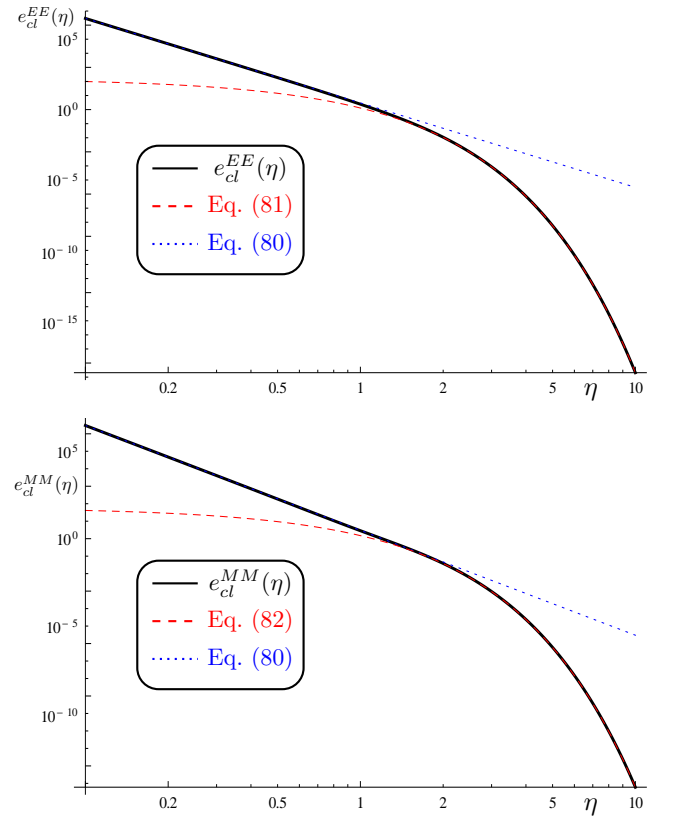 e_{cl}^{EE}(η)
10^5
10^0
10^{-5}
10^{-10}
10^{-15}
e_{cl}^{EE}(η)
Eq. (81)
Eq. (80)
0.2 0.5 1 2 5 10
η
10^5
e_{cl}^{MM}(η)
10^0
10^{-5}
10^{-10}
e_{cl}^{MM}(η)
Eq. (82)
Eq. (80)
0.2 0.5 1 2 5 10
η